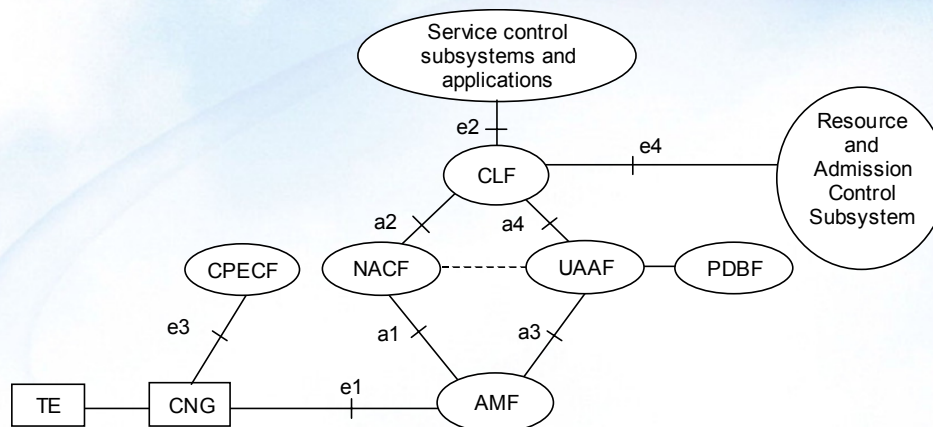 Service control
subsystems and
applications
e2
Resource
and
Admission
Control
Subsystem
e4
CLF
a2
a4
CPECF
NACF
UAAF
PDBF
e3
a1
a3
e1
TE
CNG
AMF